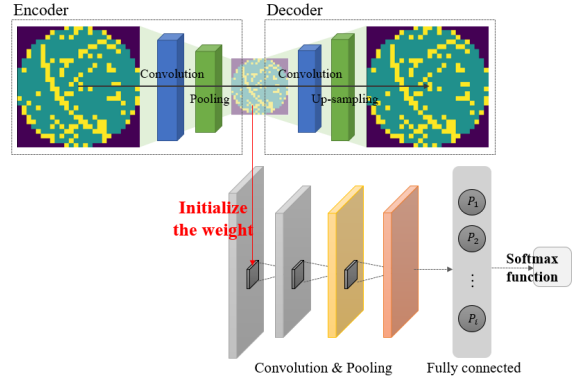 Encoder
Decoder
Convolution
Pooling
Convolution
Up-sampling
Initialize
the weight
P1
P2
⋮
Pi
Softmax
function
Convolution & Pooling
Fully connected